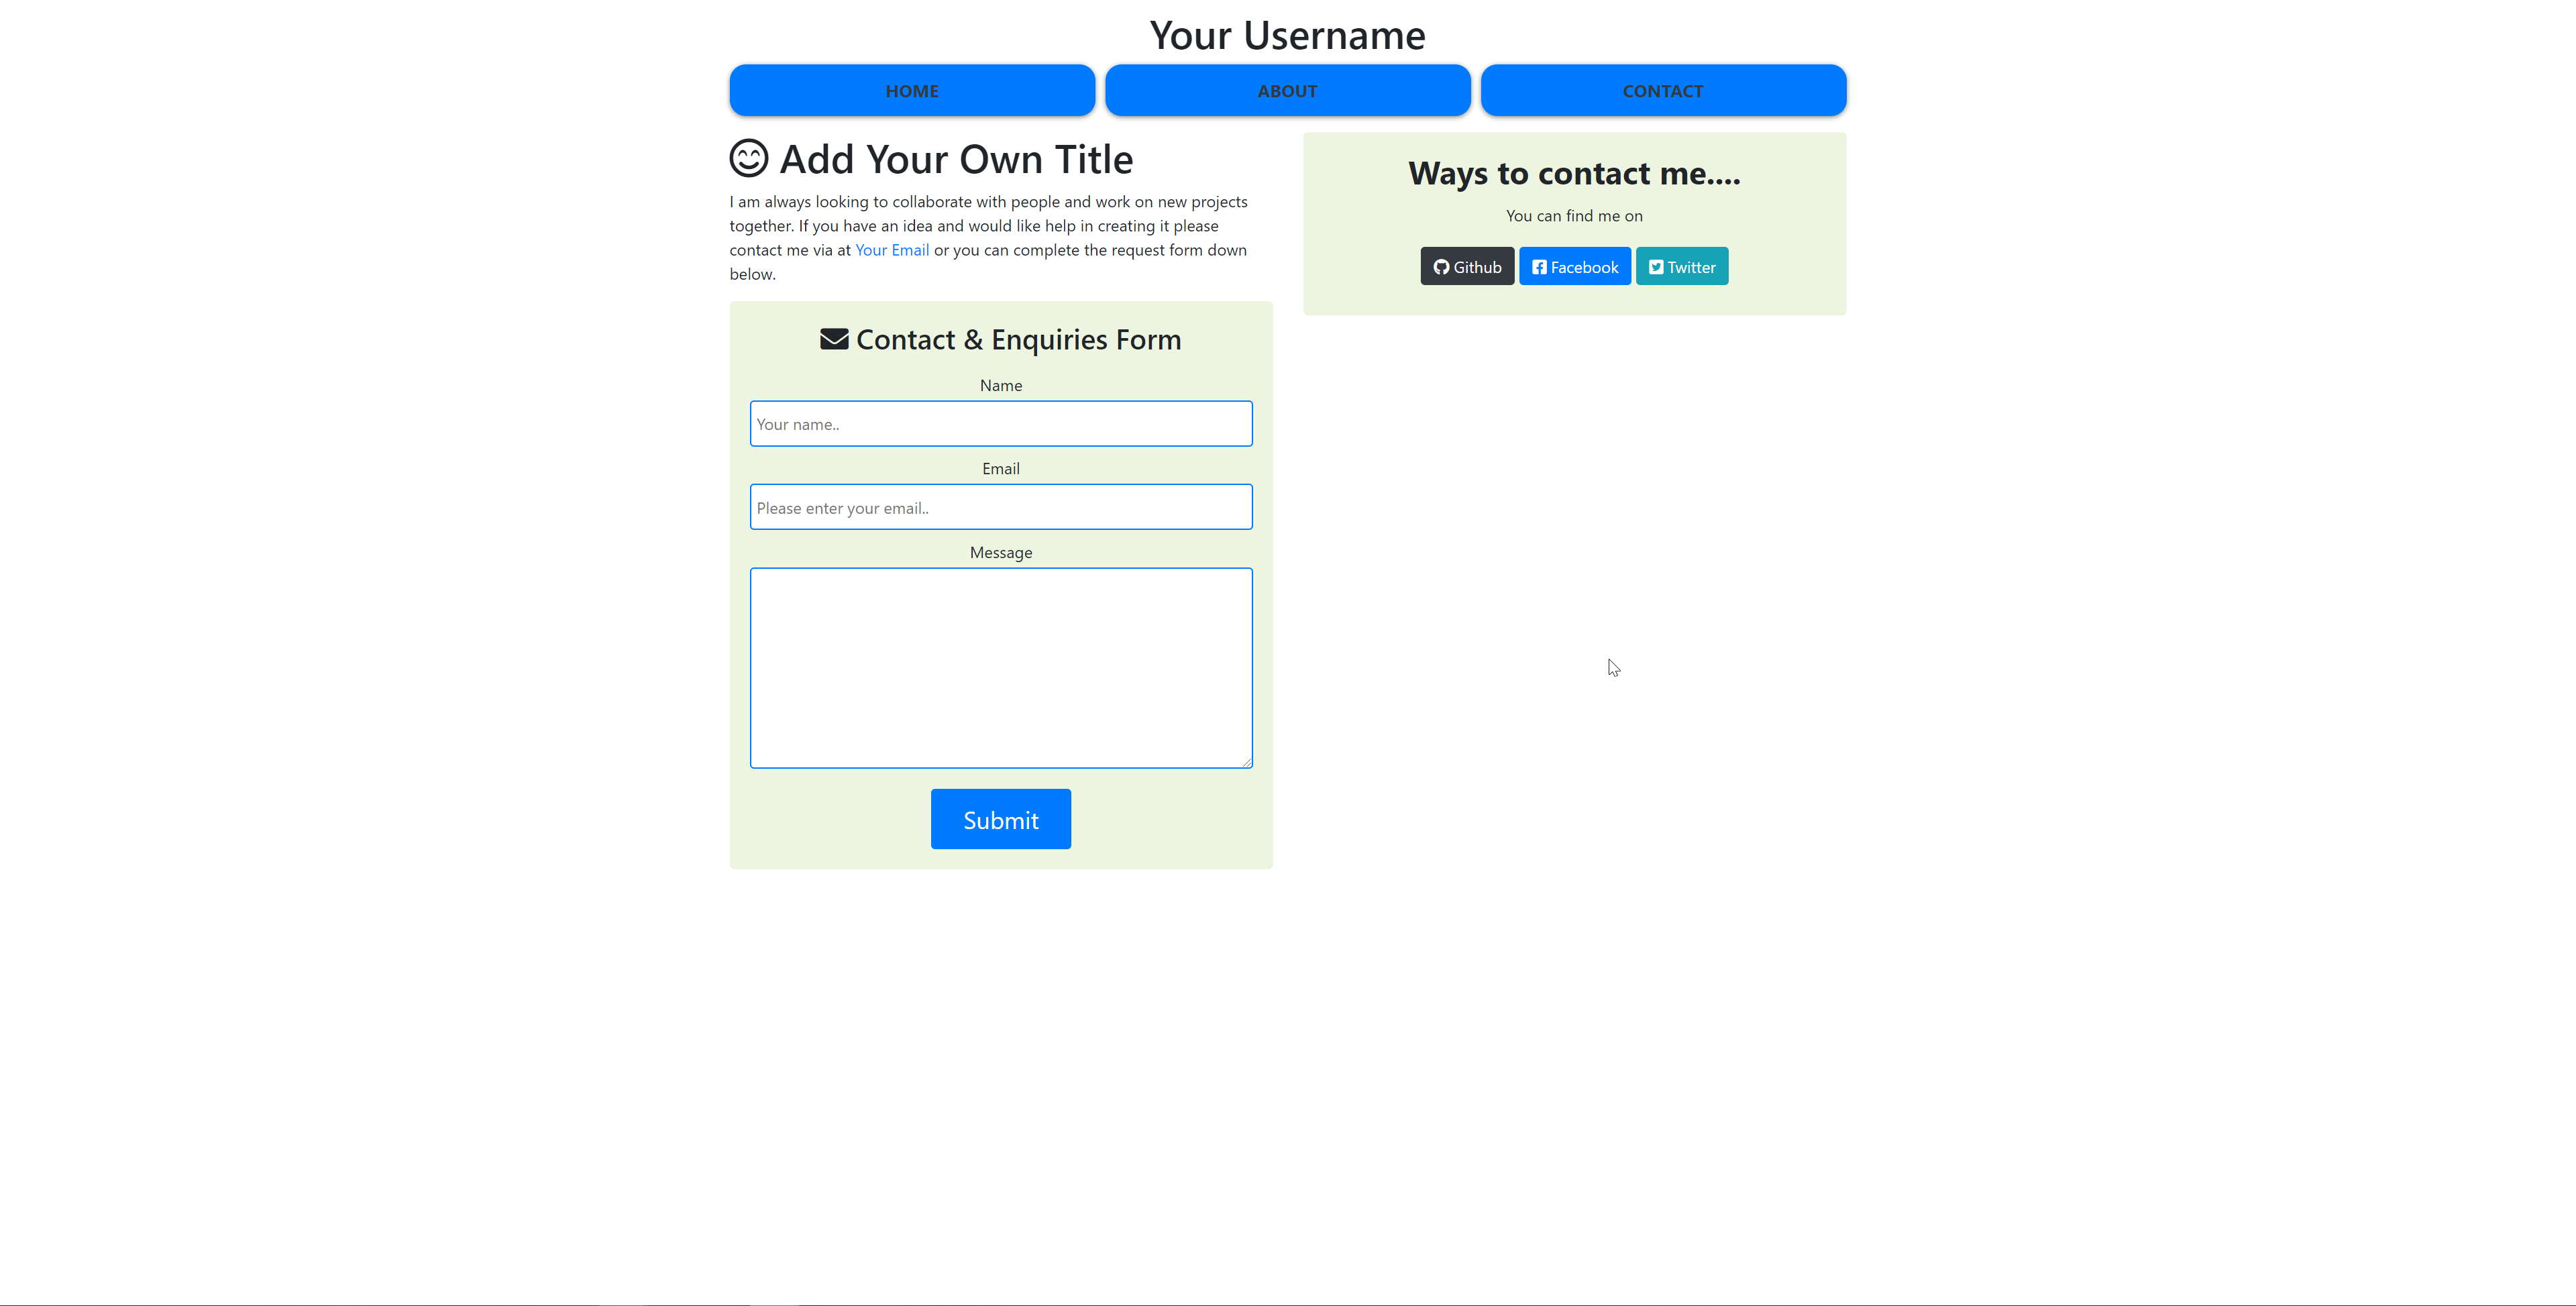 Your Username
HOME
ABOUT
CONTACT
Add Your Own Title
I am always looking to collaborate with people and work on new projects
together. If you have an idea and would like help in creating it please
contact me via at Your Email or you can complete the request form down
below.
Contact & Enquiries Form
Name
Your name..
Email
Please enter your email..
Message
Submit
Ways to contact me....
You can find me on
Github
Facebook
Twitter